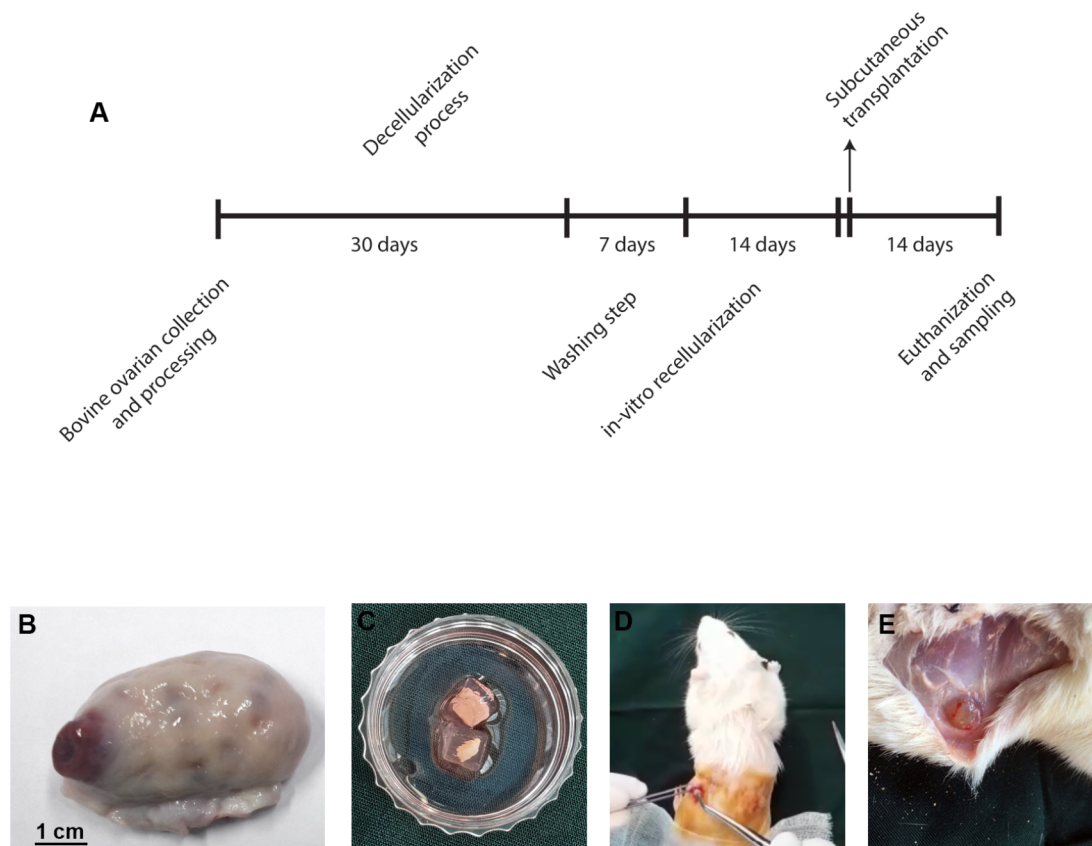 A
Decellularization
process
Subcutaneous
transplantation
30 days
7 days
14 days
14 days
Bovine ovarian collection
and processing
Washing step
in-vitro recellularization
Euthanization
and sampling
B
1 cm
C
D
E